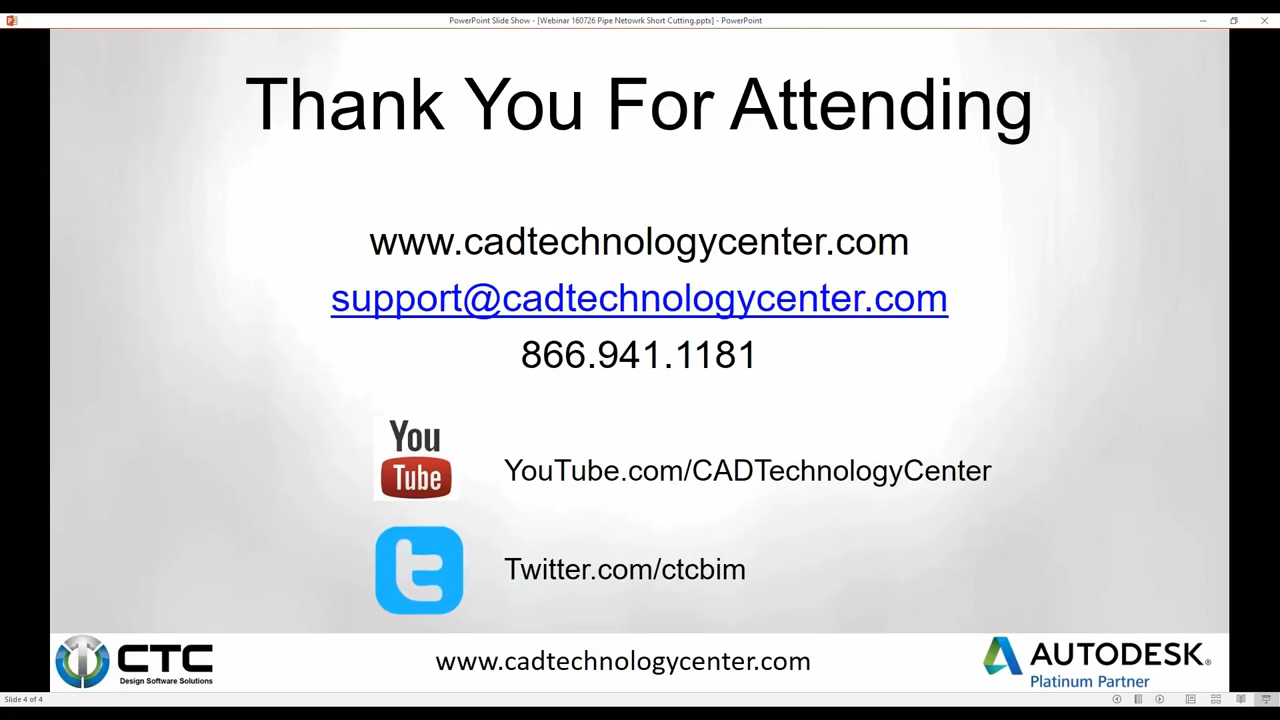 PowerPoint Slide Show - [Webinar 160726 Pipe Netowrk Short Cutting.pptx] - PowerPoint
Thank You For Attending
www.cadtechnologycenter.com
support@cadtechnologycenter.com
866.941.1181
You
Tube
YouTube.com/CADTechnologyCenter
Twitter.com/ctcbim
CTC
Design Software Solutions
www.cadtechnologycenter.com
AUTODESK®
Platinum Partner
Slide 4 of 4